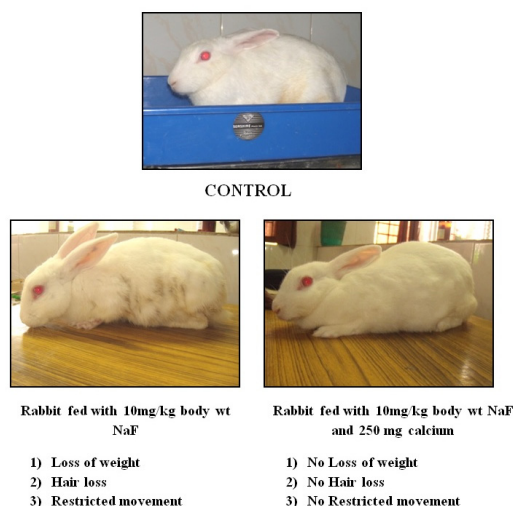 CONTROL
Rabbit fed with 10mg/kg body wt
NaF
1) Loss of weight
2) Hair loss
3) Restricted movement
Rabbit fed with 10mg/kg body wt NaF
and 250 mg calcium
1) No Loss of weight
2) No Hair loss
3) No Restricted movement